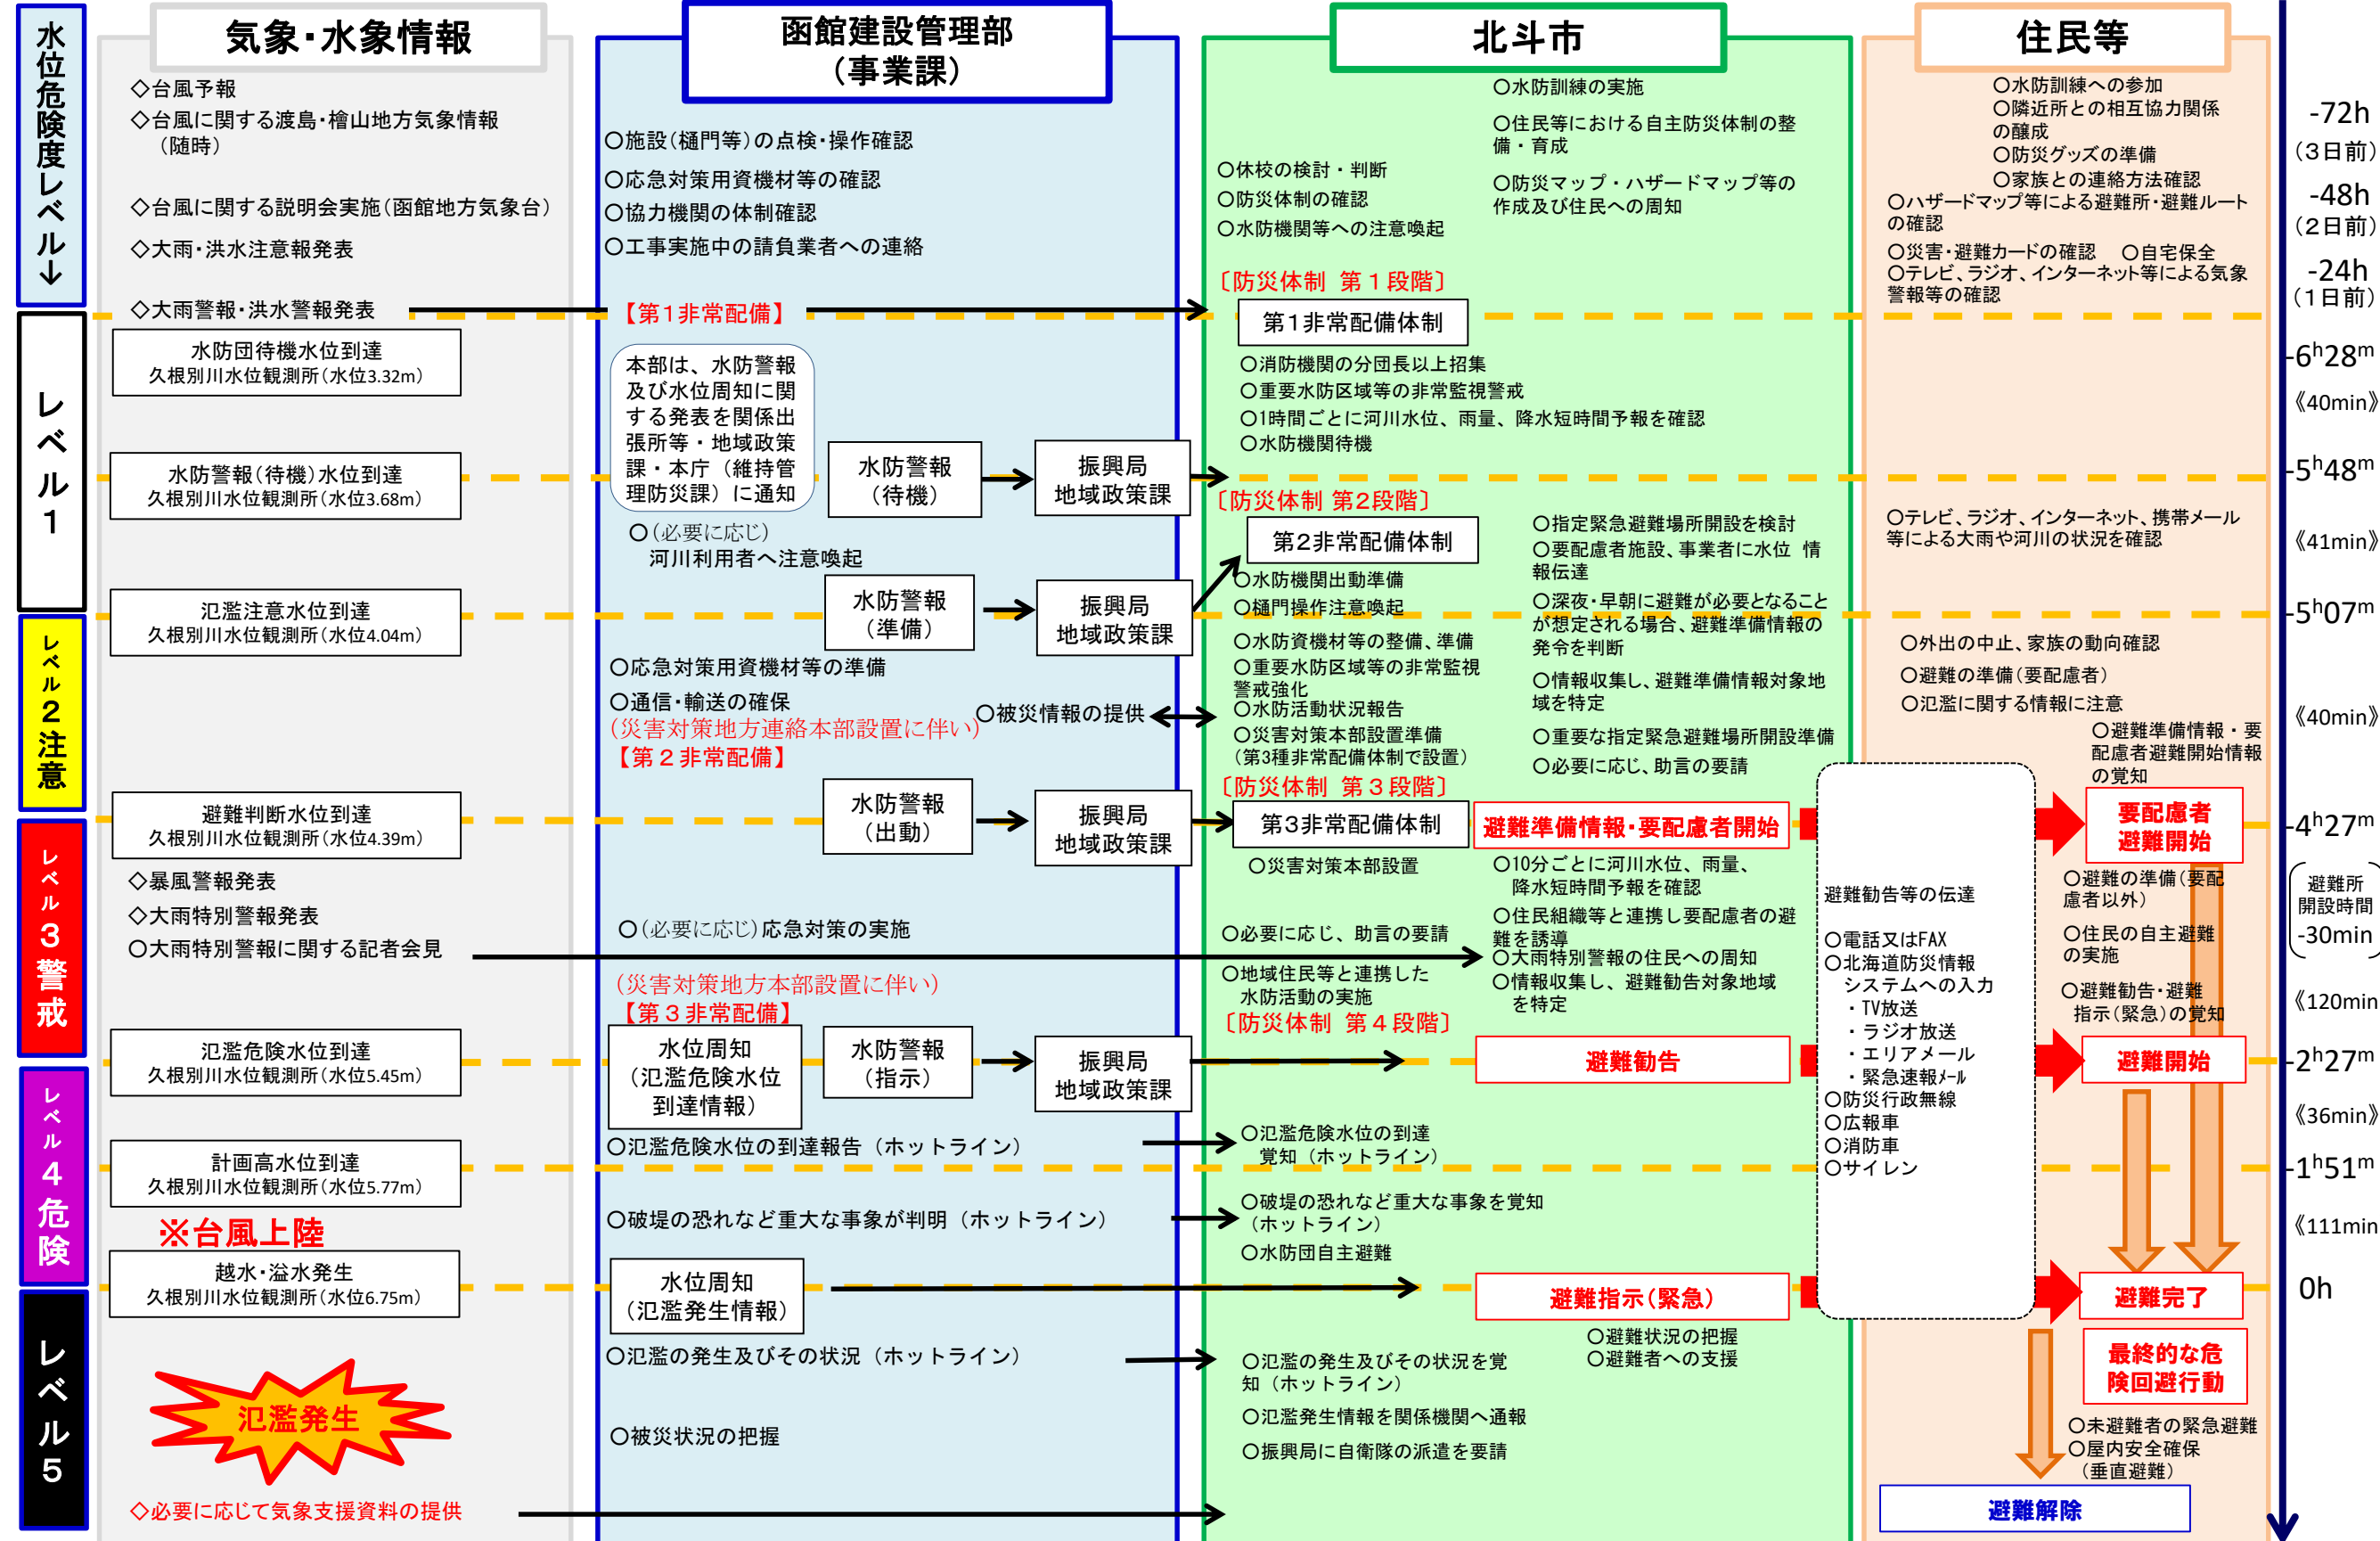 水位危険度レベル↓
レベル1
レベル2注意
レベル3警戒
レベル4危険
レベル5
気象・水象情報
◇台風予報
◇台風に関する渡島・檜山地方気象情報
（随時）
◇台風に関する説明会実施（函館地方気象台）
◇大雨・洪水注意報発表
◇大雨警報・洪水警報発表
水防団待機水位到達
久根別川水位観測所（水位3.32m）
水防警報（待機）水位到達
久根別川水位観測所（水位3.68m）
氾濫注意水位到達
久根別川水位観測所（水位4.04m）
避難判断水位到達
久根別川水位観測所（水位4.39m）
◇暴風警報発表
◇大雨特別警報発表
〇大雨特別警報に関する記者会見
氾濫危険水位到達
久根別川水位観測所（水位5.45m）
計画高水位到達
久根別川水位観測所（水位5.77m）
※台風上陸
越水・溢水発生
久根別川水位観測所（水位6.75m）
氾濫発生
◇必要に応じて気象支援資料の提供
函館建設管理部
（事業課）
〇施設（樋門等）の点検・操作確認
〇応急対策用資機材等の確認
〇協力機関の体制確認
〇工事実施中の請負業者への連絡
【第1非常配備】
本部は、水防警報
及び水位周知に関
する発表を関係出
張所等・地域政策
課・本庁（維持管
理防災課）に通知
水防警報
（待機）
振興局
地域政策課
〇（必要に応じ）
河川利用者へ注意喚起
水防警報
（準備）
振興局
地域政策課
〇応急対策用資機材等の準備
〇通信・輸送の確保
（災害対策地方連絡本部設置に伴い）
〇被災情報の提供
【第２非常配備】
水防警報
（出動）
振興局
地域政策課
〇（必要に応じ）応急対策の実施
（災害対策地方本部設置に伴い）
【第３非常配備】
水位周知
（氾濫危険水位
到達情報）
水防警報
（指示）
振興局
地域政策課
〇氾濫危険水位の到達報告（ホットライン）
〇破堤の恐れなど重大な事象が判明（ホットライン）
水位周知
（氾濫発生情報）
〇氾濫の発生及びその状況（ホットライン）
〇被災状況の把握
北斗市
〇水防訓練の実施
〇住民等における自主防災体制の整
備・育成
〇防災マップ・ハザードマップ等の
作成及び住民への周知
〇休校の検討・判断
〇防災体制の確認
〇水防機関等への注意喚起
〔防災体制 第１段階〕
第1非常配備体制
〇消防機関の分団長以上招集
〇重要水防区域等の非常監視警戒
〇1時間ごとに河川水位、雨量、降水短時間予報を確認
〇水防機関待機
〔防災体制 第2段階〕
第2非常配備体制
〇水防機関出動準備
〇樋門操作注意喚起
〇水防資機材等の整備、準備
〇重要水防区域等の非常監視
警戒強化
〇水防活動状況報告
〇災害対策本部設置準備
（第3種非常配備体制で設置）
〇指定緊急避難場所開設を検討
〇要配慮者施設、事業者に水位 情
報伝達
〇深夜・早朝に避難が必要となること
が想定される場合、避難準備情報の
発令を判断
〇情報収集し、避難準備情報対象地
域を特定
〇重要な指定緊急避難場所開設準備
〇必要に応じ、助言の要請
〔防災体制 第３段階〕
第3非常配備体制
避難準備情報・要配慮者開始
〇災害対策本部設置
〇必要に応じ、助言の要請
〇地域住民等と連携した
水防活動の実施
〇10分ごとに河川水位、雨量、
降水短時間予報を確認
〇住民組織等と連携し要配慮者の避
難を誘導
〇大雨特別警報の住民への周知
〇情報収集し、避難勧告対象地域
を特定
〔防災体制 第４段階〕
避難勧告
〇氾濫危険水位の到達
覚知（ホットライン）
〇破堤の恐れなど重大な事象を覚知
（ホットライン）
〇水防団自主避難
避難指示（緊急）
〇避難状況の把握
〇避難者への支援
〇氾濫の発生及びその状況を覚
知（ホットライン）
〇氾濫発生情報を関係機関へ通報
〇振興局に自衛隊の派遣を要請
避難勧告等の伝達
〇電話又はFAX
〇北海道防災情報
システムへの入力
・TV放送
・ラジオ放送
・エリアメール
・緊急速報ﾒｰﾙ
〇防災行政無線
〇広報車
〇消防車
〇サイレン
住民等
〇水防訓練への参加
〇隣近所との相互協力関係
の醸成
〇防災グッズの準備
〇家族との連絡方法確認
〇ハザードマップ等による避難所・避難ルート
の確認
〇災害・避難カードの確認 〇自宅保全
〇テレビ、ラジオ、インターネット等による気象
警報等の確認
〇テレビ、ラジオ、インターネット、携帯メール
等による大雨や河川の状況を確認
〇外出の中止、家族の動向確認
〇避難の準備（要配慮者）
〇氾濫に関する情報に注意
〇避難準備情報・要
配慮者避難開始情報
の覚知
要配慮者
避難開始
〇避難の準備（要配
慮者以外）
〇住民の自主避難
の実施
〇避難勧告・避難
指示（緊急）の覚知
避難開始
避難完了
最終的な危
険回避行動
〇未避難者の緊急避難
〇屋内安全確保
（垂直避難）
避難解除
-72h
（3日前）
-48h
（2日前）
-24h
（1日前）
-6h28m
《40min》
-5h48m
《41min》
-5h07m
《40min》
-4h27m
避難所
開設時間
-30min
《120min
-2h27m
《36min》
-1h51m
《111min
0h